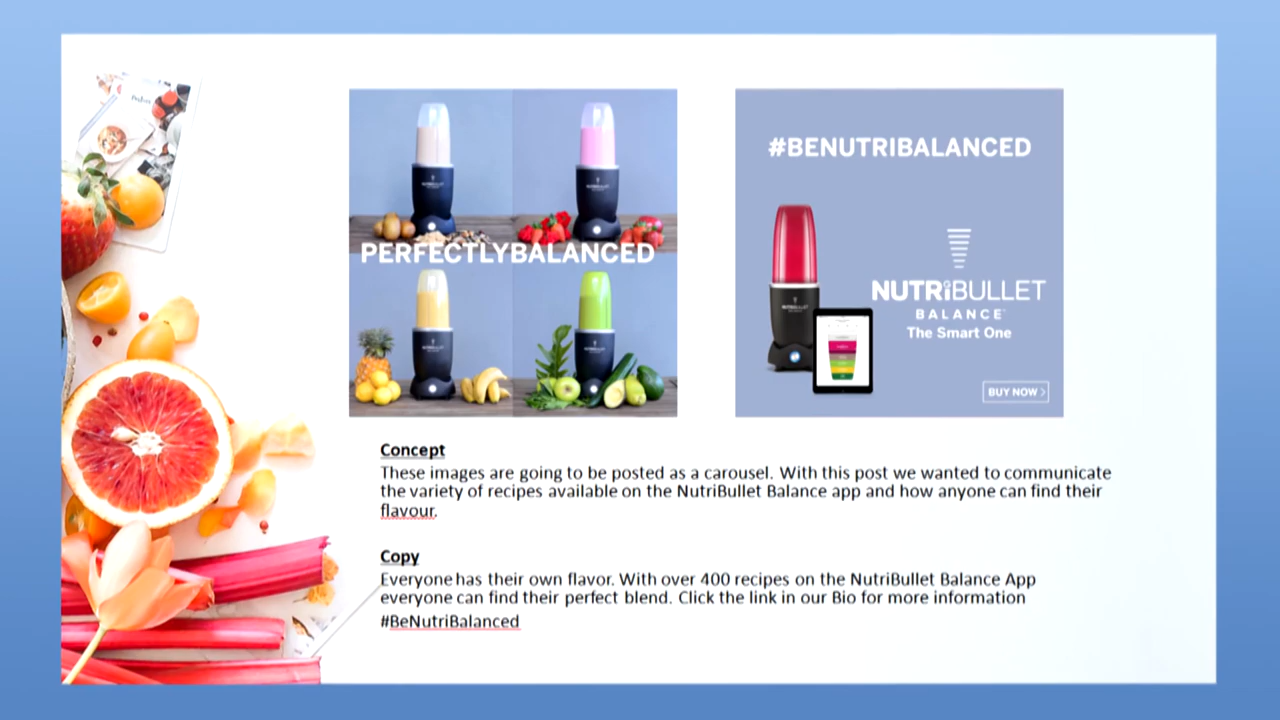 PERFECTLYBALANCED
#BENUTRIBALANCED
NUTRiBULLET
BALANCE
The Smart One
BUY NOW >
Concept
These images are going to be posted as a carousel. With this post we wanted to communicate
the variety of recipes available on the NutriBullet Balance app and how anyone can find their
flavour.
Copy
Everyone has their own flavor. With over 400 recipes on the NutriBullet Balance App
everyone can find their perfect blend. Click the link in our Bio for more information
#BeNutriBalanced